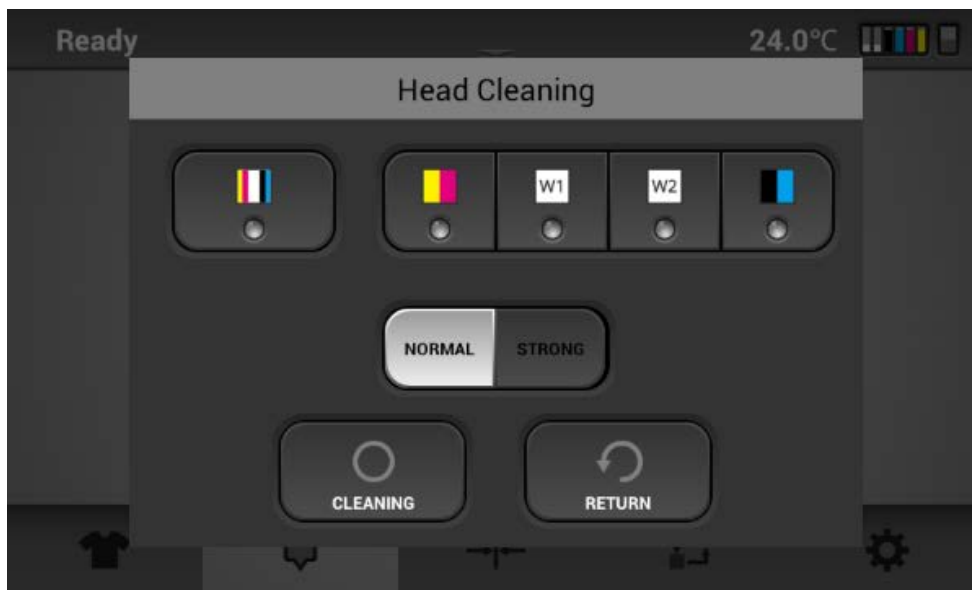 Ready 24.0°C
Head Cleaning
W1 W2
NORMAL STRONG
CLEANING RETURN